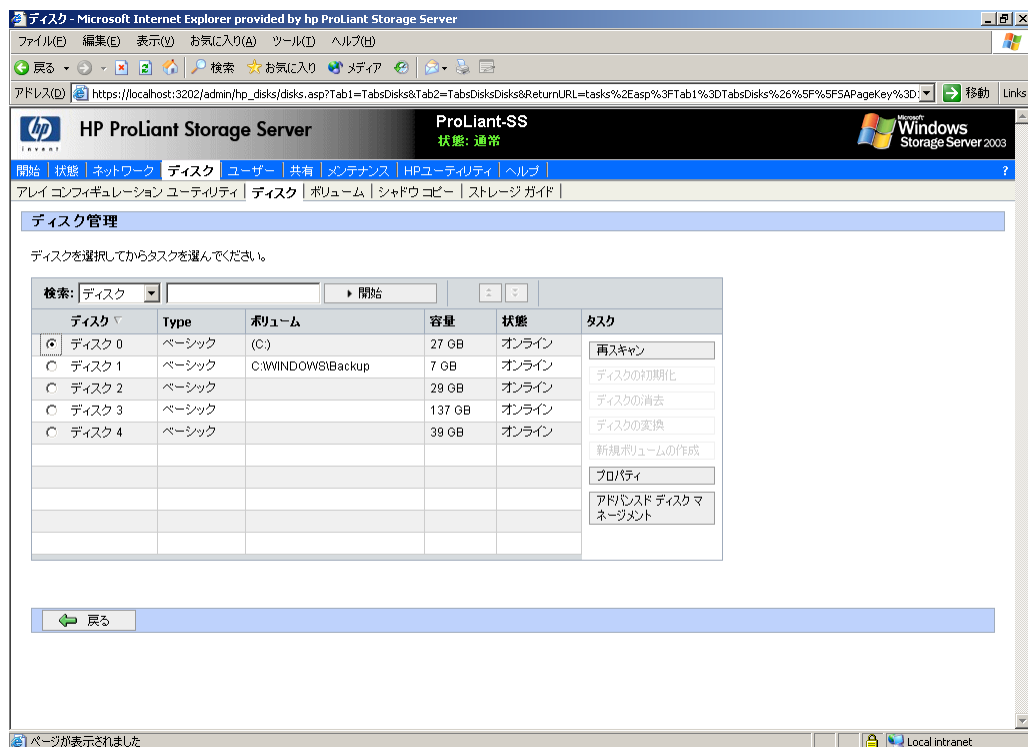 ディスク - Microsoft Internet Explorer provided by hp ProLiant Storage Server
ファイル(F) 編集(E) 表示(V) お気に入り(A) ツール(T) ヘルプ(H)
戻る 検索 お気に入り メディア
アドレス(D) https://localhost:3202/admin/hp_disks/disks.asp?Tab1=TabsDisks&Tab2=TabsDisksDisks&ReturnURL=tasks%2Easp%3FTab1%3DTabsDisks%26%5F%5FSAPageKey%3D 移動 Links
hp invent HP ProLiant Storage Server
ProLiant-SS
状態: 通常
Microsoft Windows Storage Server 2003
開始 状態 ネットワーク ディスク ユーザー 共有 メンテナンス HPユーティリティ ヘルプ ?
アレイ コンフィギュレーション ユーティリティ ディスク ボリューム シャドウ コピー ストレージ ガイド
ディスク管理
ディスクを選択してからタスクを選んでください。
検索: ディスク 開始
ディスク Type ボリューム 容量 状態 タスク
ディスク 0 ベーシック (C:) 27 GB オンライン
ディスク 1 ベーシック C:\WINDOWS\Backup 7 GB オンライン
ディスク 2 ベーシック 29 GB オンライン
ディスク 3 ベーシック 137 GB オンライン
ディスク 4 ベーシック 39 GB オンライン
再スキャン
ディスクの初期化
ディスクの消去
ディスクの変換
新規ボリュームの作成
プロパティ
アドバンスド ディスク マ
ネージメント
戻る
ページが表示されました Local intranet